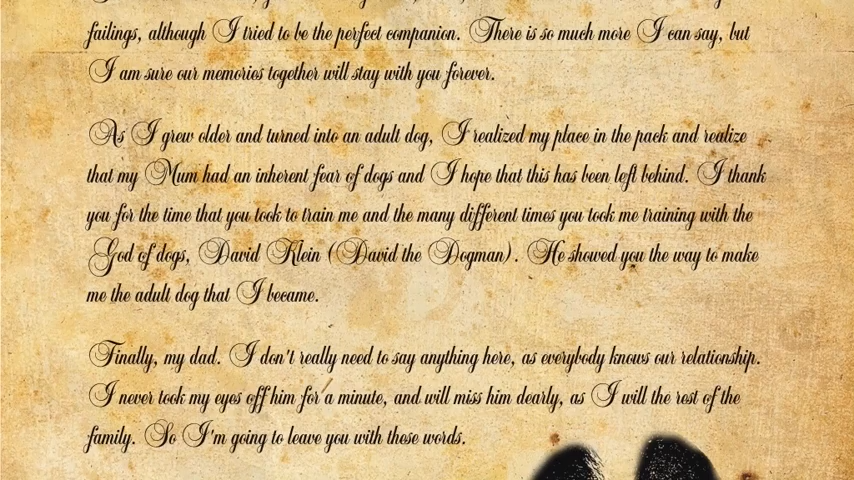 failings, although I tried to be the perfect companion. There is so much more I can say, but
I am sure our memories together will stay with you forever.
As I grew older and turned into an adult dog, I realized my place in the pack and realize
that my Mum had an inherent fear of dogs and I hope that this has been left behind. I thank
you for the time that you took to train me and the many different times you took me training with the
God of dogs, David Klein (David the Dogman). He showed you the way to make
me the adult dog that I became.
Finally, my dad. I don't really need to say anything here, as everybody knows our relationship.
I never took my eyes off him for a minute, and will miss him dearly, as I will the rest of the
family. So I'm going to leave you with these words.